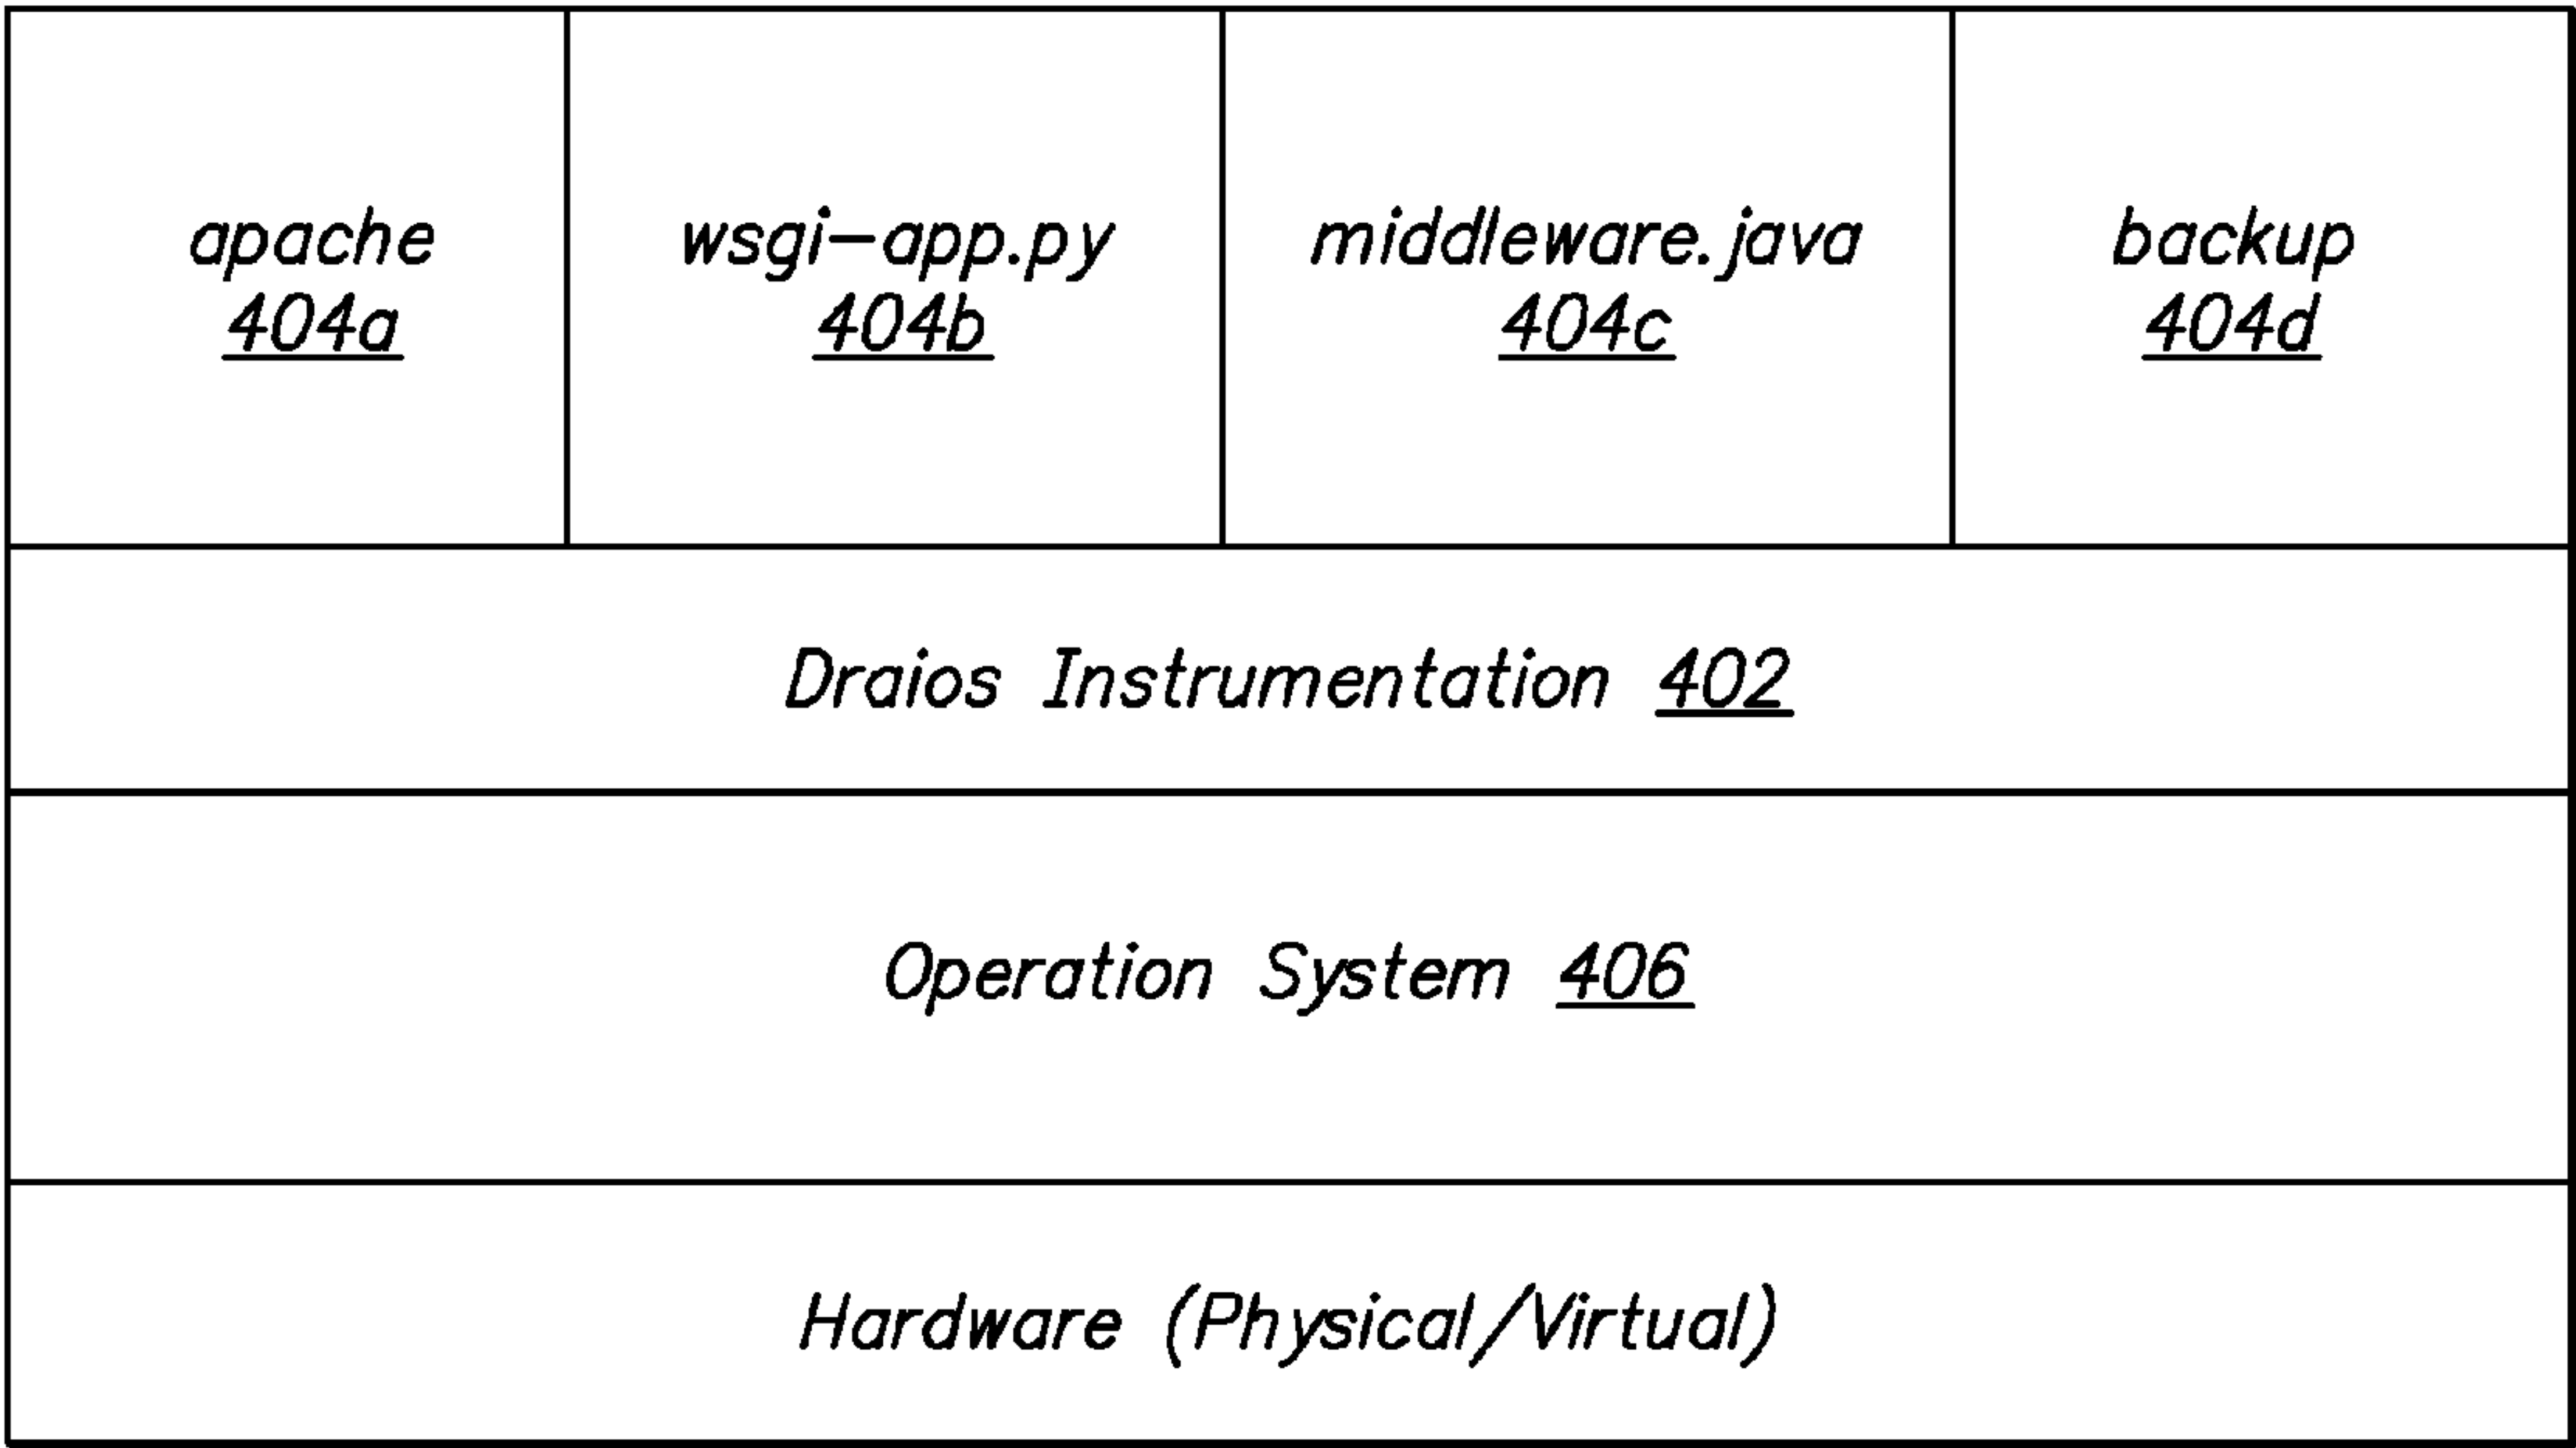 apache
404a
wsgi-app.py
404b
middleware.java
404c
backup
404d
Draios Instrumentation 402
Operation System 406
Hardware (Physical/Virtual)